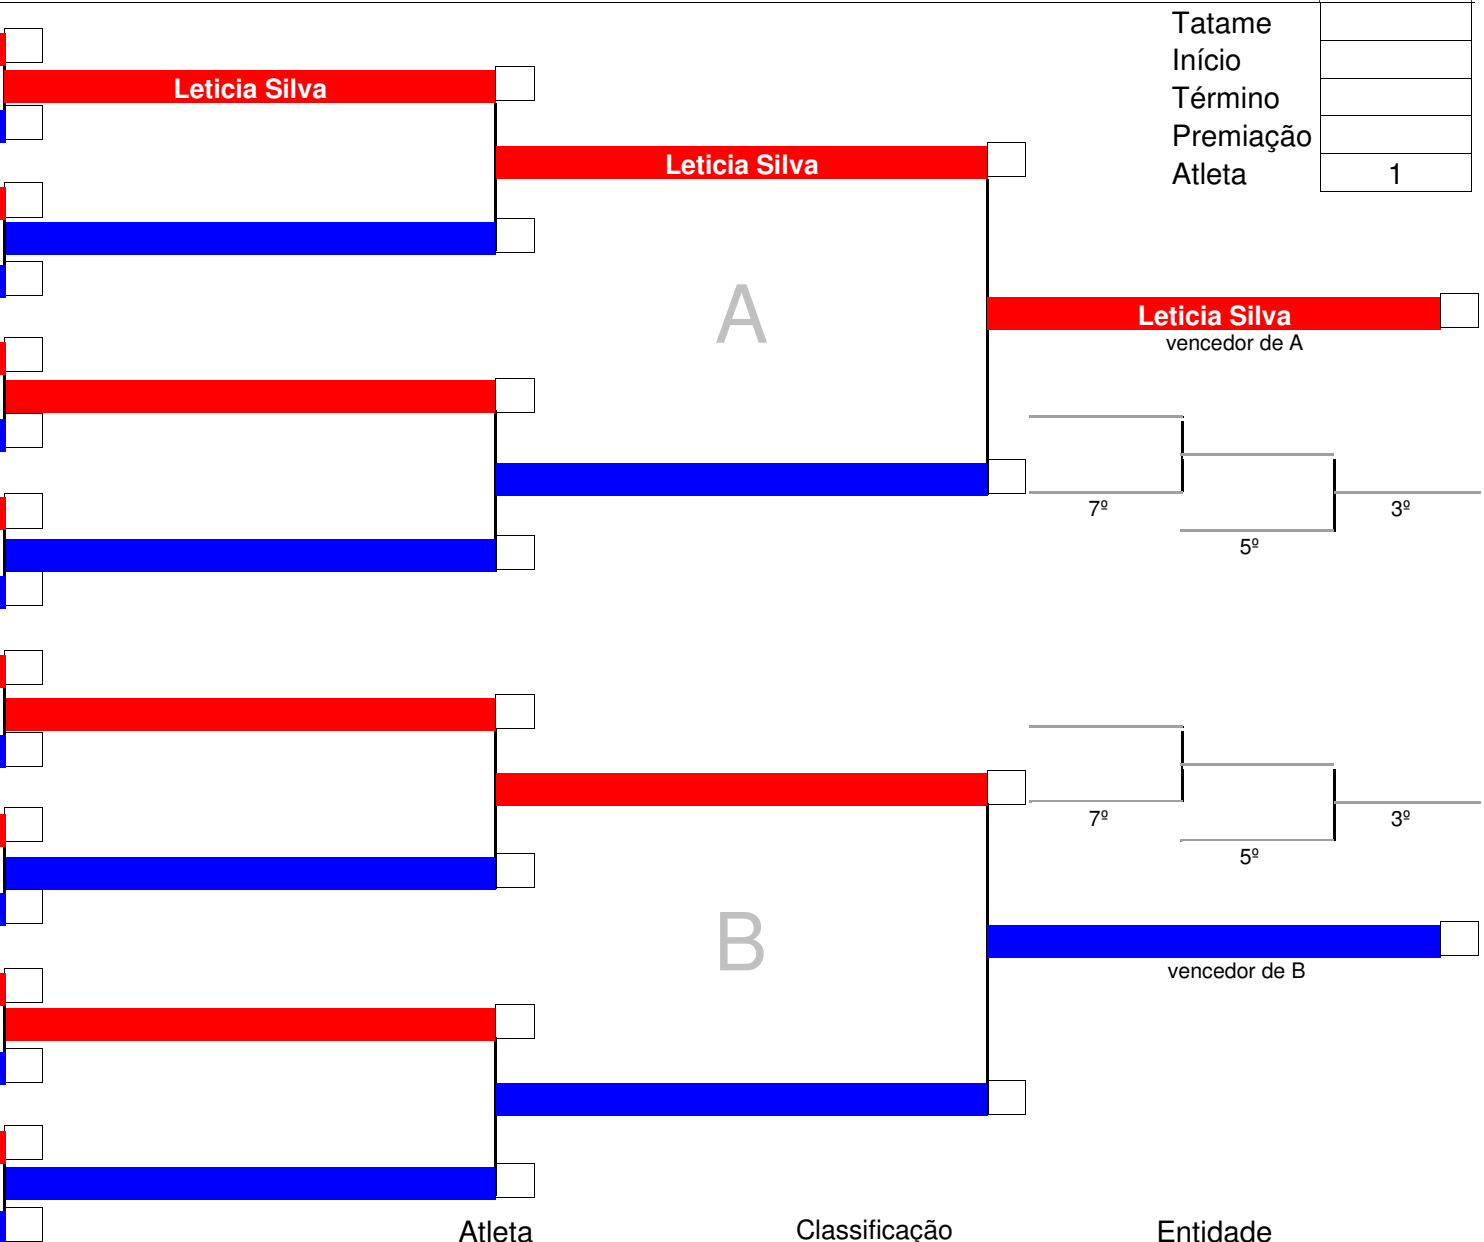 Tatame
Início
Término
Premiação
Atleta 1
Leticia Silva
Leticia Silva
A
Leticia Silva
vencedor de A
7º
3º
5º
7º
3º
5º
B
vencedor de B
Atleta Classificação Entidade